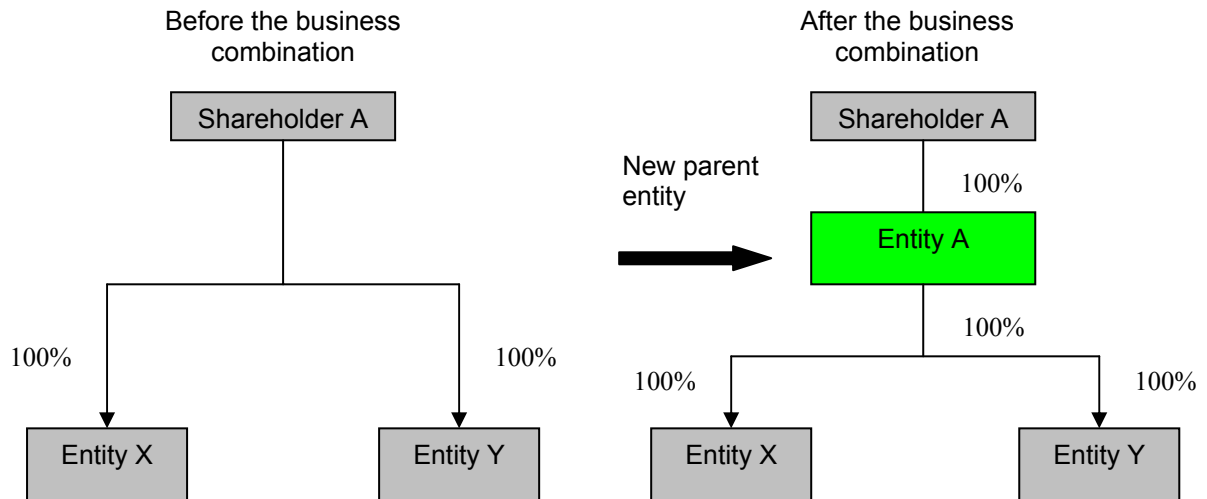 Before the business
combination
Shareholder A
100%
100%
Entity X
Entity Y
After the business
combination
Shareholder A
New parent
entity
100%
Entity A
100%
100%
100%
Entity X
Entity Y